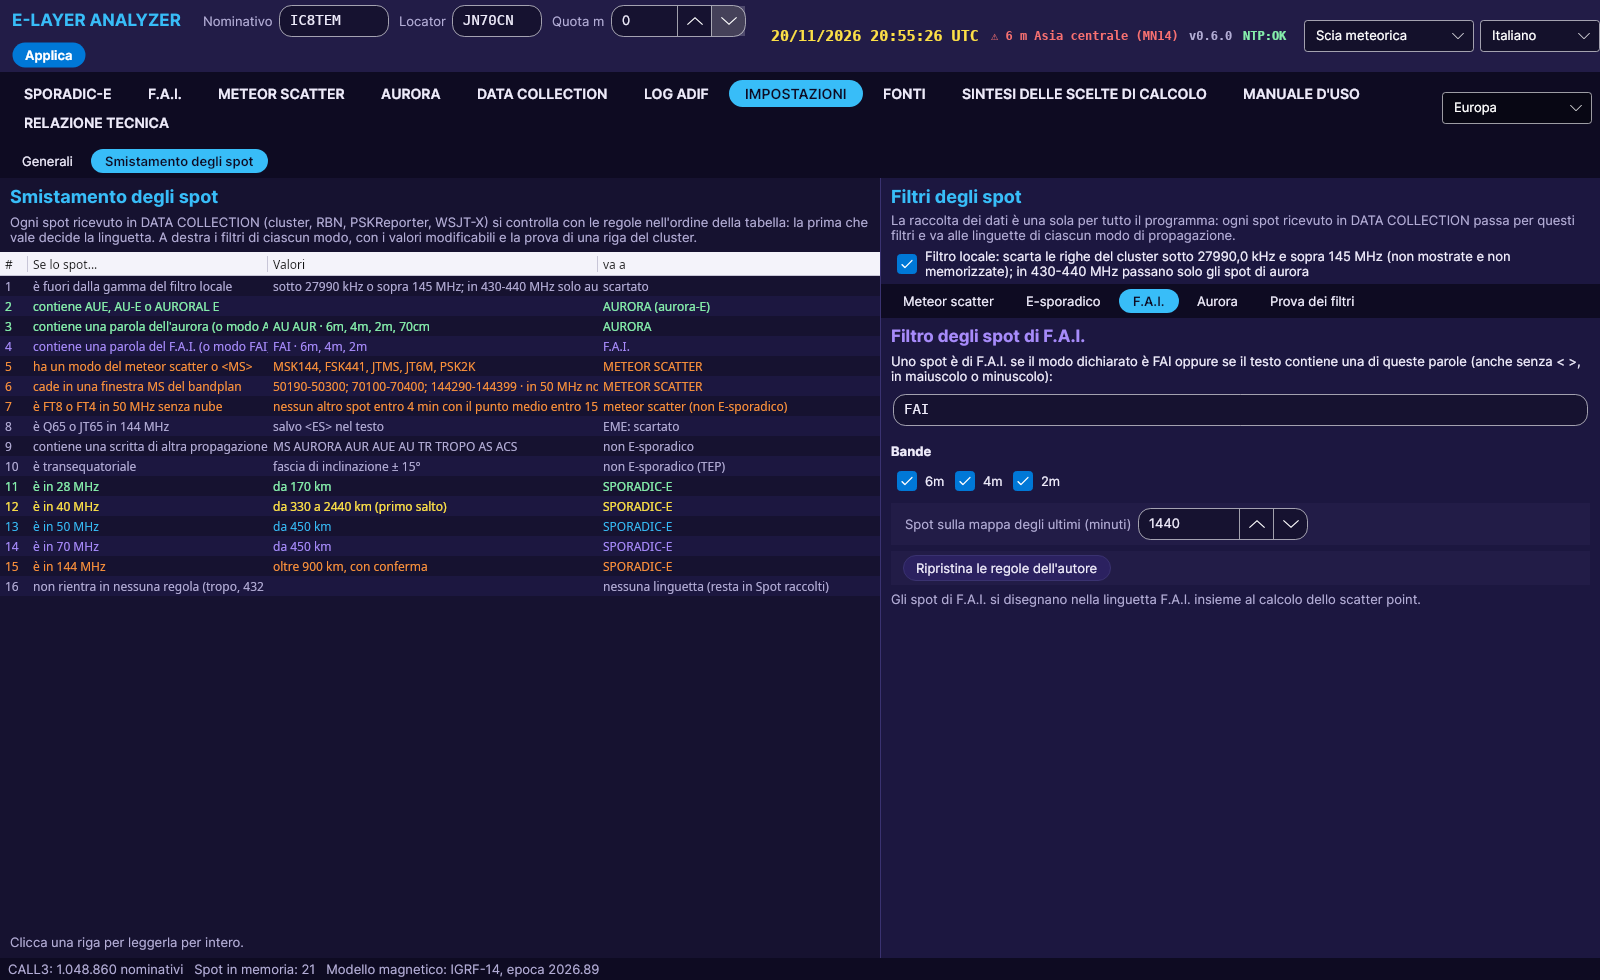 E-LAYER ANALYZER
Nominativo IC8TEM Locator JN70CN Quota m 0
Applica
20/11/2026 20:55:26 UTC ⚠ 6 m Asia centrale (MN14) v0.6.0 NTP:OK
Scia meteorica
Italiano
SPORADIC-E F.A.I. METEOR SCATTER AURORA DATA COLLECTION LOG ADIF IMPOSTAZIONI FONTI SINTESI DELLE SCELTE DI CALCOLO MANUALE D'USO
RELAZIONE TECNICA
Europa
Generali Smistamento degli spot
Smistamento degli spot
Ogni spot ricevuto in DATA COLLECTION (cluster, RBN, PSKReporter, WSJT-X) si controlla con le regole nell'ordine della tabella: la prima che
vale decide la linguetta. A destra i filtri di ciascun modo, con i valori modificabili e la prova di una riga del cluster.
# Se lo spot... Valori va a
1 è fuori dalla gamma del filtro locale sotto 27990 kHz o sopra 145 MHz; in 430-440 MHz solo au scartato
2 contiene AUE, AU-E o AURORAL E AURORA (aurora-E)
3 contiene una parola dell'aurora (o modo A AU AUR · 6m, 4m, 2m, 70cm AURORA
4 contiene una parola del F.A.I. (o modo FAI FAI · 6m, 4m, 2m F.A.I.
5 ha un modo del meteor scatter o <MS> MSK144, FSK441, JTMS, JT6M, PSK2K METEOR SCATTER
6 cade in una finestra MS del bandplan 50190-50300; 70100-70400; 144290-144399 · in 50 MHz nc METEOR SCATTER
7 è FT8 o FT4 in 50 MHz senza nube nessun altro spot entro 4 min con il punto medio entro 15 meteor scatter (non E-sporadico)
8 è Q65 o JT65 in 144 MHz salvo <ES> nel testo EME: scartato
9 contiene una scritta di altra propagazione MS AURORA AUR AUE AU TR TROPO AS ACS non E-sporadico
10 è transequatoriale fascia di inclinazione ± 15° non E-sporadico (TEP)
11 è in 28 MHz da 170 km SPORADIC-E
12 è in 40 MHz da 330 a 2440 km (primo salto) SPORADIC-E
13 è in 50 MHz da 450 km SPORADIC-E
14 è in 70 MHz da 450 km SPORADIC-E
15 è in 144 MHz oltre 900 km, con conferma SPORADIC-E
16 non rientra in nessuna regola (tropo, 432 nessuna linguetta (resta in Spot raccolti)
Clicca una riga per leggerla per intero.
Filtri degli spot
La raccolta dei dati è una sola per tutto il programma: ogni spot ricevuto in DATA COLLECTION passa per questi
filtri e va alle linguette di ciascun modo di propagazione.
Filtro locale: scarta le righe del cluster sotto 27990,0 kHz e sopra 145 MHz (non mostrate e non
memorizzate); in 430-440 MHz passano solo gli spot di aurora
Meteor scatter E-sporadico F.A.I. Aurora Prova dei filtri
Filtro degli spot di F.A.I.
Uno spot è di F.A.I. se il modo dichiarato è FAI oppure se il testo contiene una di queste parole (anche senza < >,
in maiuscolo o minuscolo):
FAI
Bande
6m 4m 2m
Spot sulla mappa degli ultimi (minuti) 1440
Ripristina le regole dell'autore
Gli spot di F.A.I. si disegnano nella linguetta F.A.I. insieme al calcolo dello scatter point.
CALL3: 1.048.860 nominativi Spot in memoria: 21 Modello magnetico: IGRF-14, epoca 2026.89